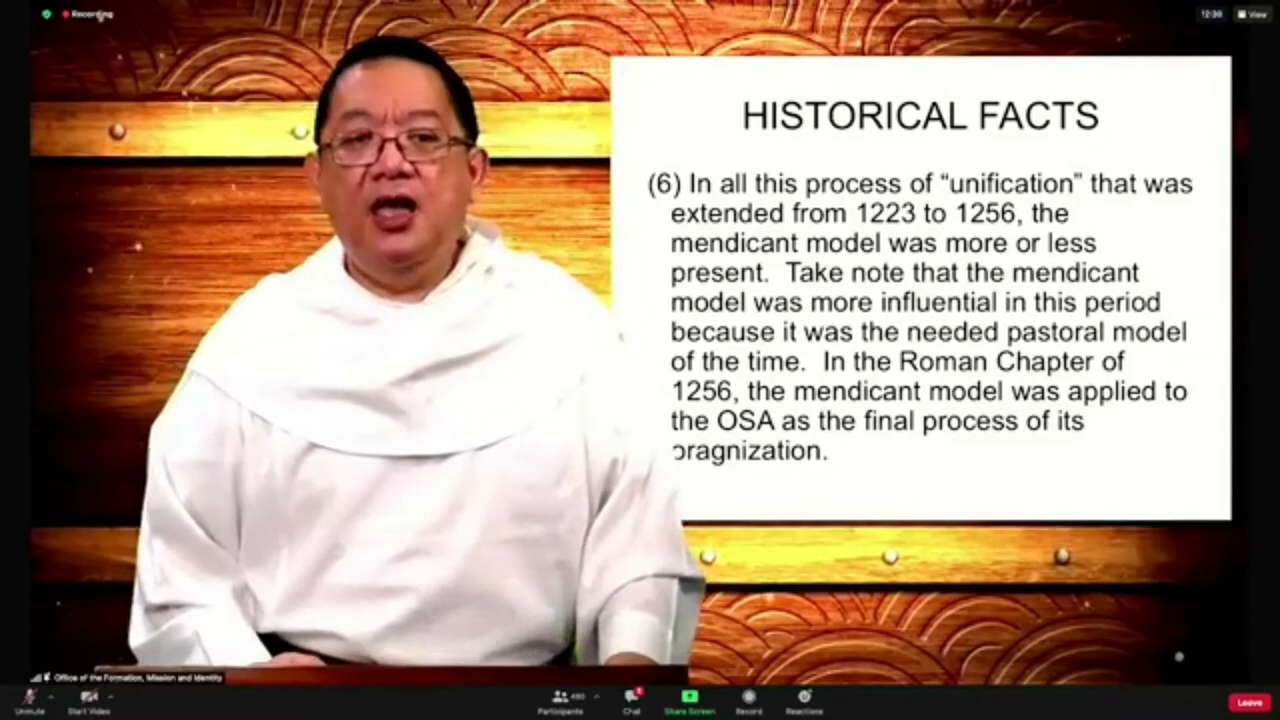 Recording
12:30
View
HISTORICAL FACTS
(6) In all this process of “unification” that was
extended from 1223 to 1256, the
mendicant model was more or less
present. Take note that the mendicant
model was more influential in this period
because it was the needed pastoral model
of the time. In the Roman Chapter of
1256, the mendicant model was applied to
the OSA as the final process of its
oragnization.
Office of the Formation, Mission and Identity
Unmute
Start Video
Participants
Chat
Share Screen
Record
Reactions
Leave